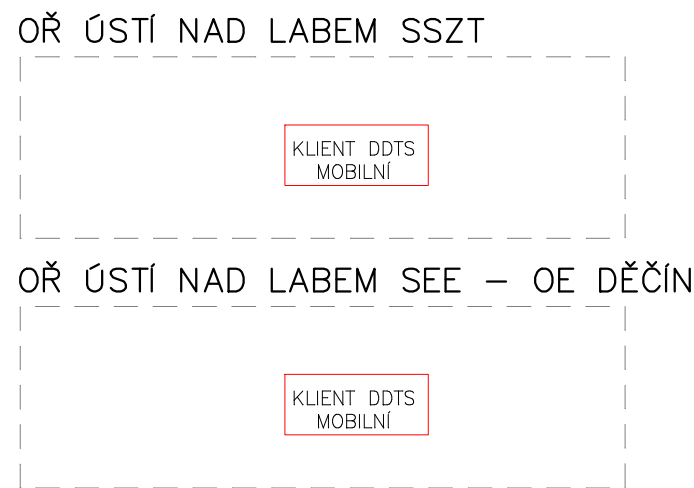 OŘ ÚSTÍ NAD LABEM SSZT
KLIENT DDTS
MOBILNÍ
OŘ ÚSTÍ NAD LABEM SEE – OE DĚČÍN
KLIENT DDTS
MOBILNÍ